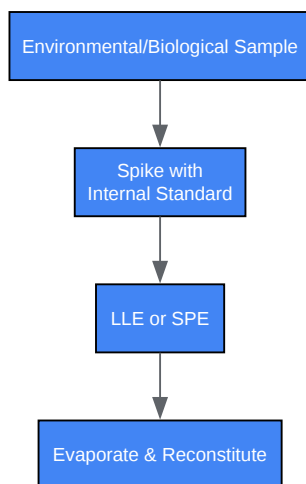 Environmental/Biological Sample
Spike with
Internal Standard
LLE or SPE
Evaporate & Reconstitute